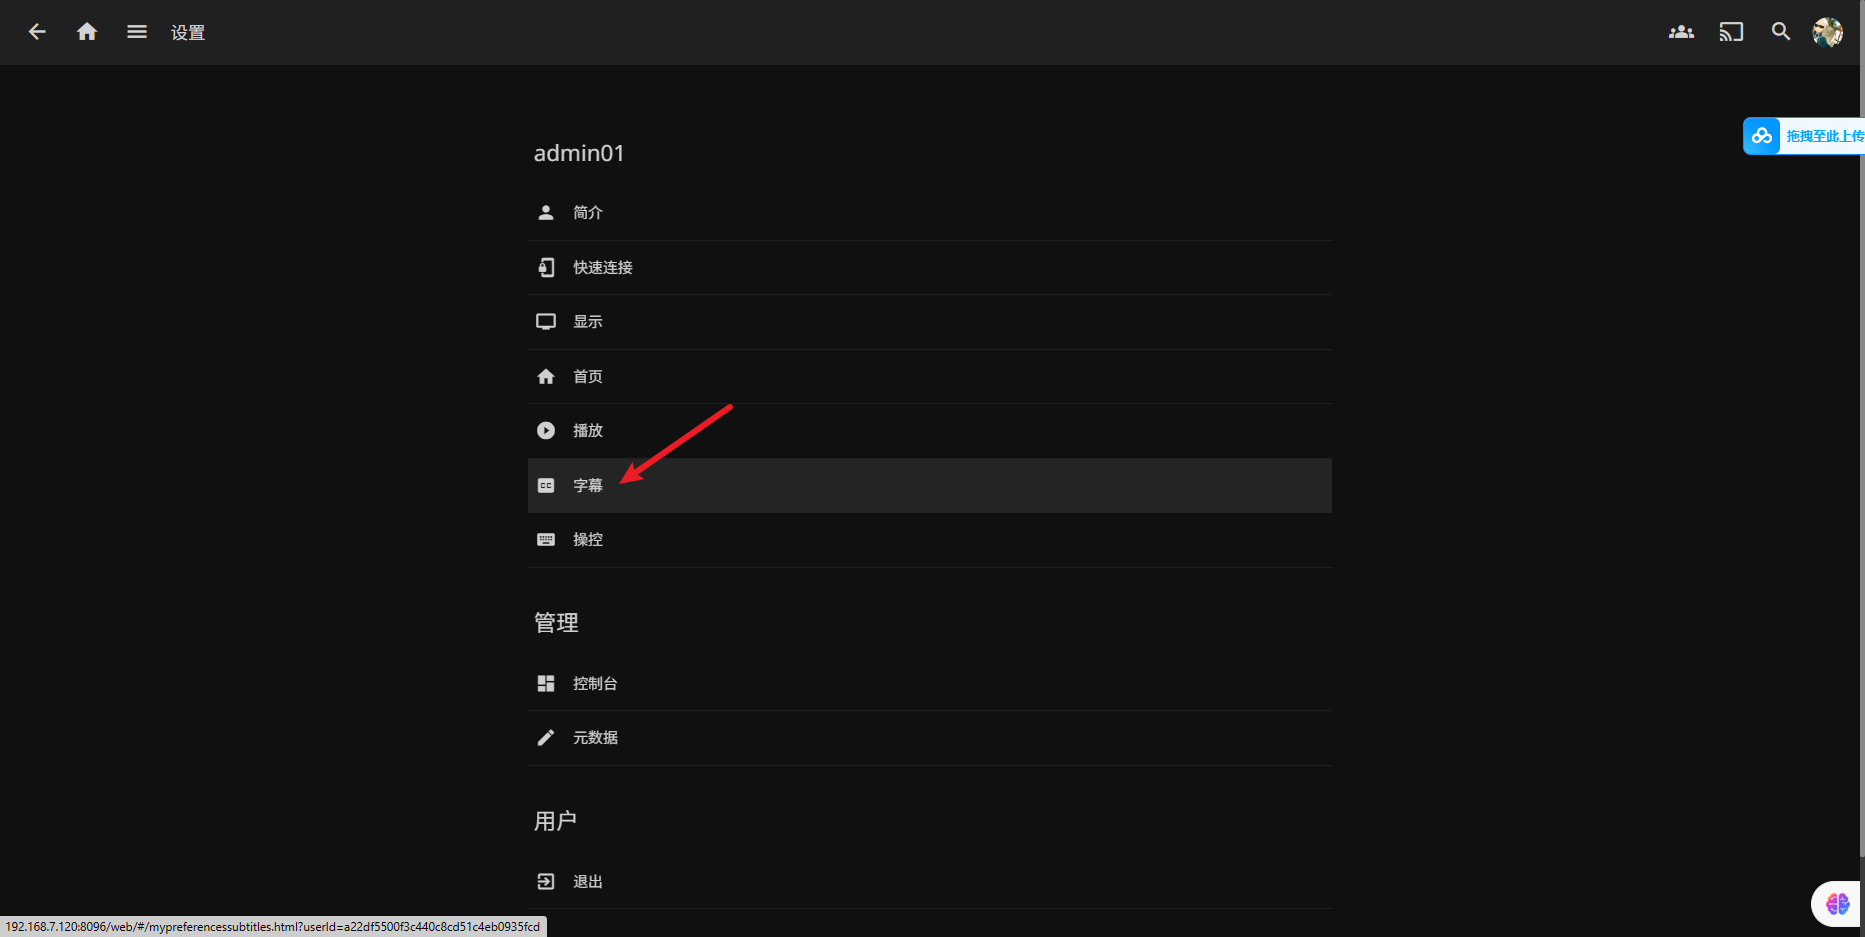 设置
拖拽至此上传
admin01
简介
快速连接
显示
首页
播放
字幕
操控
管理
控制台
元数据
用户
退出
192.168.7.120:8096/web/#/mypreferencessubtitles.html?userId=a22df5500f3c440c8cd51c4eb0935fcd